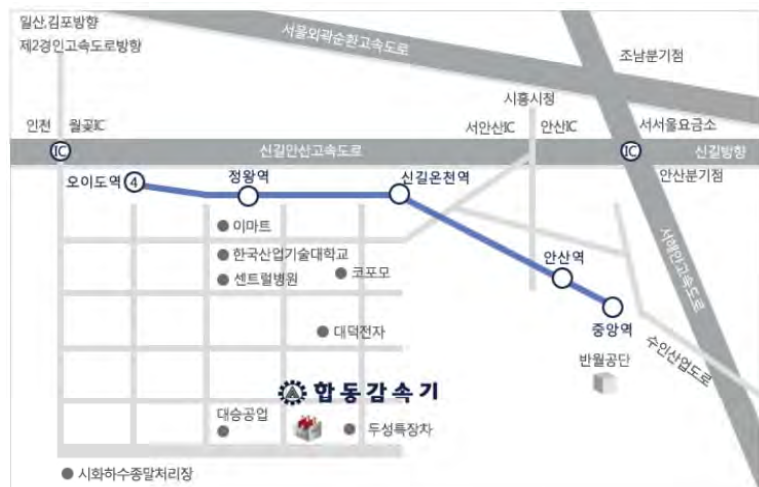 일산,김포방향
제2경인고속도로방향
서울외곽순환고속도로
조남분기점
시흥시청
인천
월곶IC
서안산IC
안산IC
서서울요금소
IC
신길안산고속도로
IC
신길방향
안산분기점
오이도역
4
정왕역
신길온천역
이마트
한국산업기술대학교
센트럴병원
코포모
안산역
서해안고속도로
중앙역
대덕전자
수인산업도로
반월공단
합동감속기
대승공업
두성특장차
시화하수종말처리장